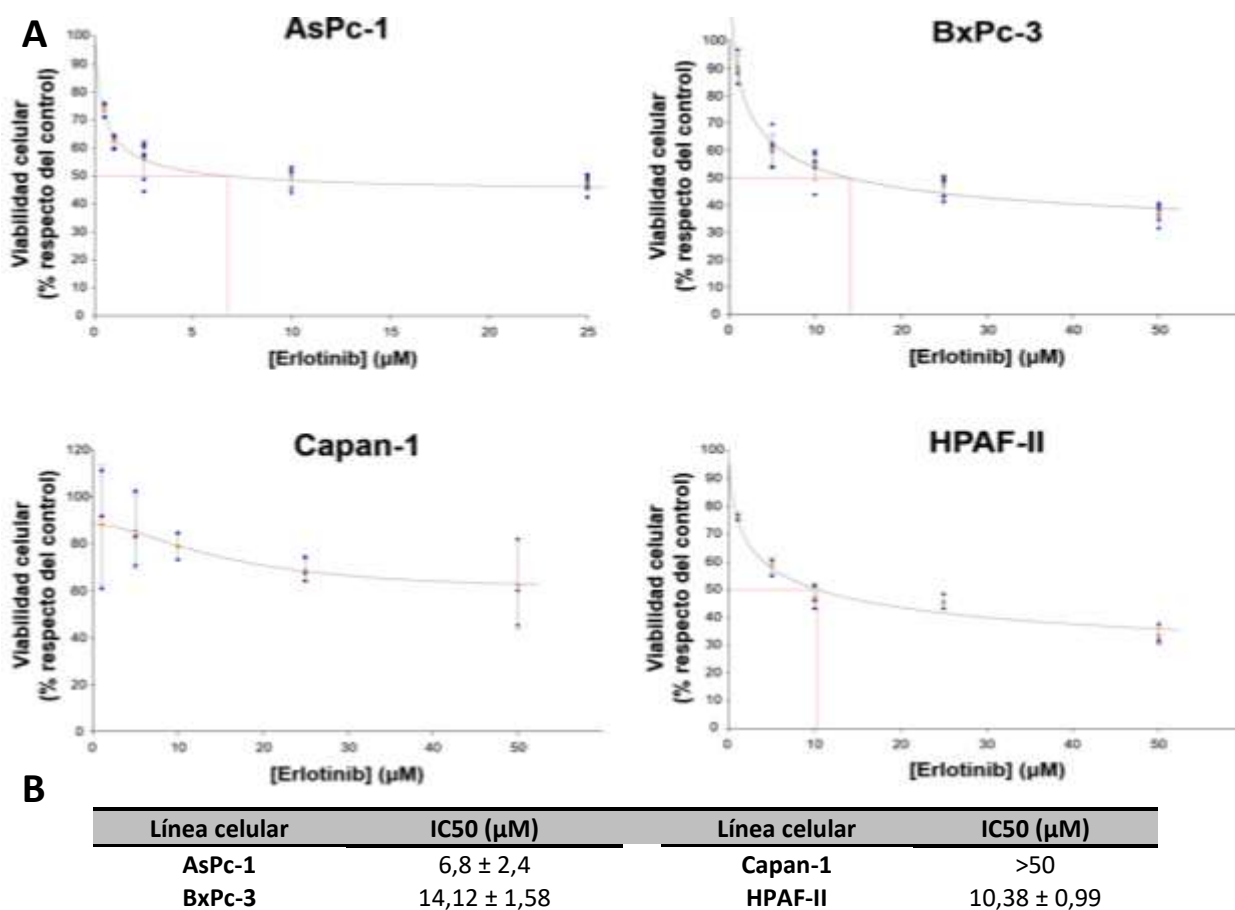 A
AsPc-1
Viabilidad celular
(% respecto del control)
100
90
80
70
60
50
40
30
20
10
0
0 5 10 15 20 25
[Erlotinib] (µM)
BxPc-3
Viabilidad celular
(% respecto del control)
100
90
80
70
60
50
40
30
20
10
0
0 10 20 30 40 50
[Erlotinib] (µM)
Capan-1
Viabilidad celular
(% respecto del control)
120
100
80
60
40
20
0
0 10 20 30 40 50
[Erlotinib] (µM)
HPAF-II
Viabilidad celular
(% respecto del control)
100
90
80
70
60
50
40
30
20
10
0
0 10 20 30 40 50
[Erlotinib] (µM)
B
Línea celular IC50 (µM) Línea celular IC50 (µM)
AsPc-1 6,8 ± 2,4 Capan-1 >50
BxPc-3 14,12 ± 1,58 HPAF-II 10,38 ± 0,99